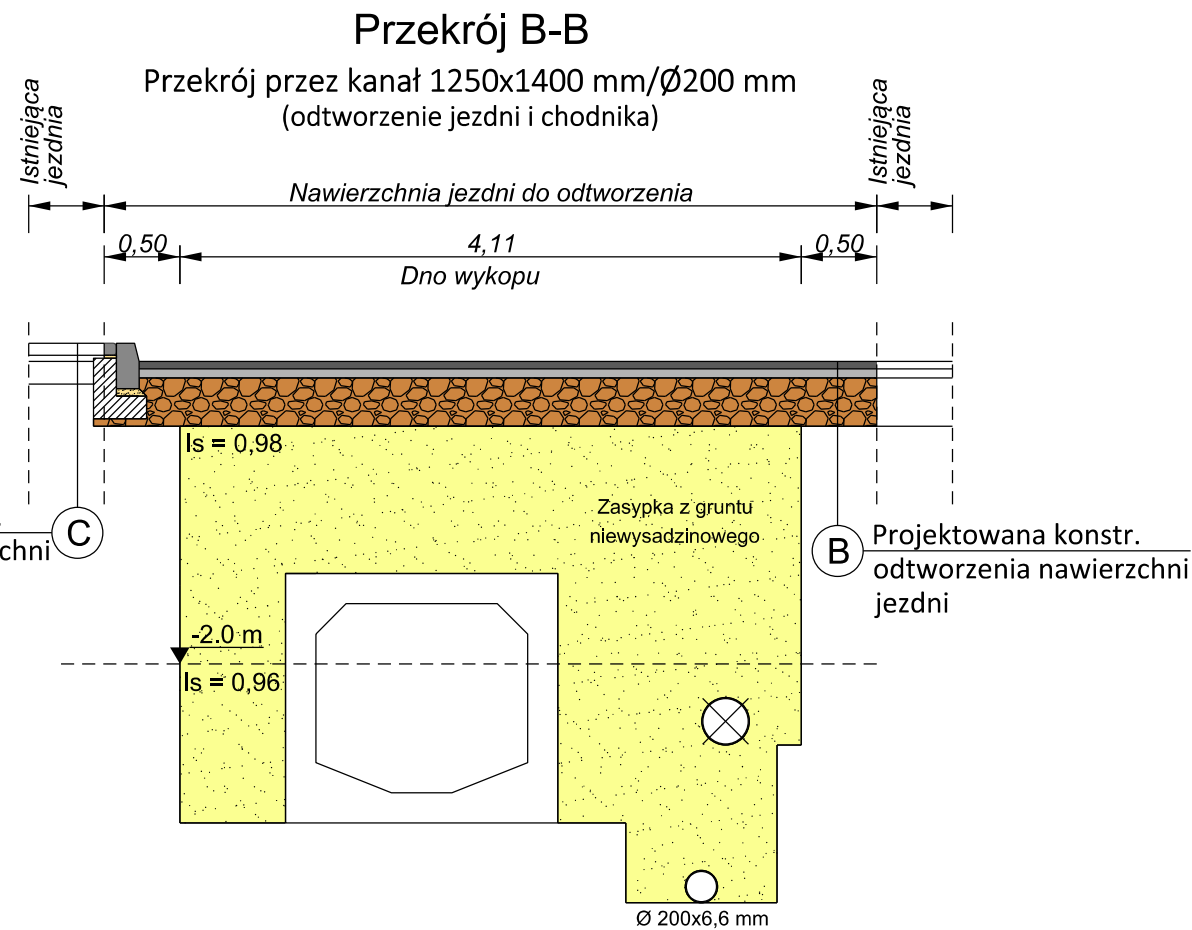 Przekrój B-B
Przekrój przez kanał 1250x1400 mm/Ø200 mm
(odtworzenie jezdni i chodnika)
Istniejąca
jezdnia
Istniejąca
jezdnia
Nawierzchnia jezdni do odtworzenia
0,50
4,11
0,50
Dno wykopu
Is = 0,98
Zasypka z gruntu
niewysadzinowego
chni
C
B
Projektowana konstr.
odtworzenia nawierzchni
jezdni
-2.0 m
Is = 0,96
Ø 200x6,6 mm